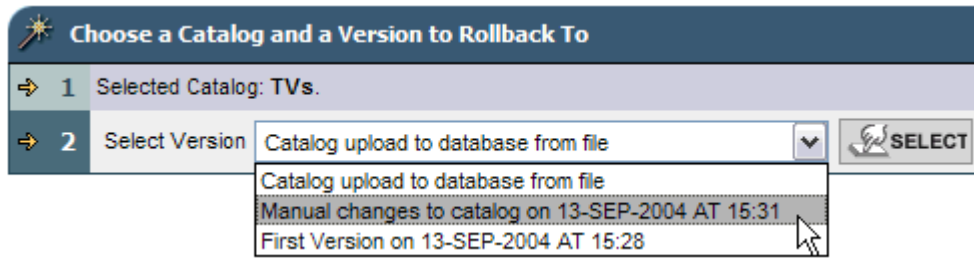 Choose a Catalog and a Version to Rollback To
1 Selected Catalog: TVs.
2 Select Version Catalog upload to database from file SELECT
Catalog upload to database from file
Manual changes to catalog on 13-SEP-2004 AT 15:31
First Version on 13-SEP-2004 AT 15:28